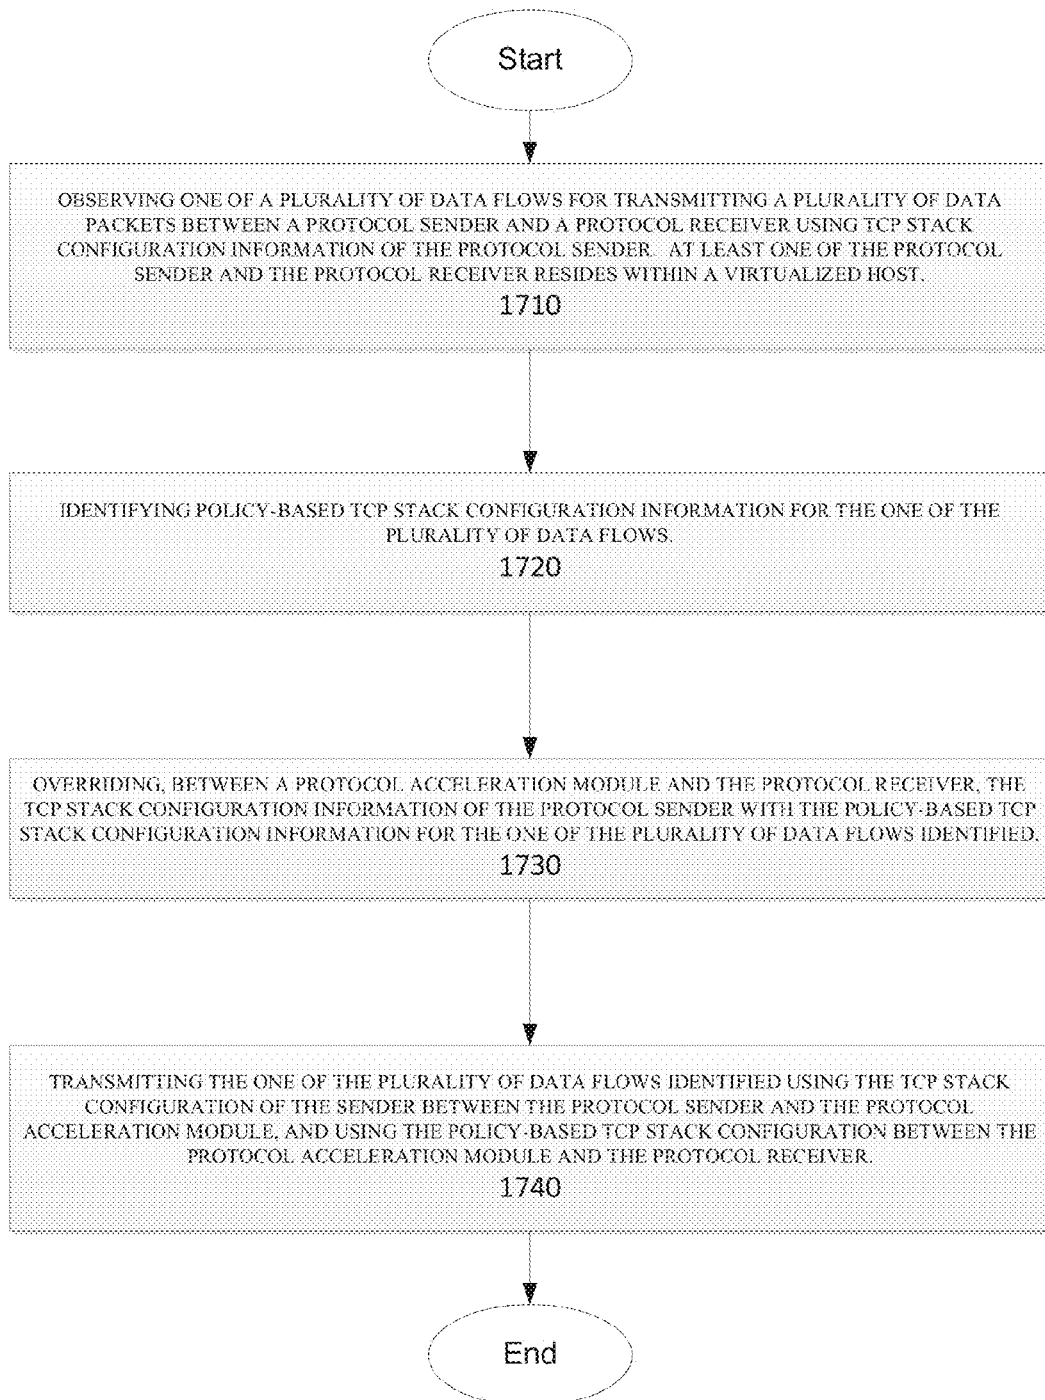 Start
OBSERVING ONE OF A PLURALITY OF DATA FLOWS FOR TRANSMITTING A PLURALITY OF DATA
PACKETS BETWEEN A PROTOCOL SENDER AND A PROTOCOL RECEIVER USING TCP STACK
CONFIGURATION INFORMATION OF THE PROTOCOL SENDER. AT LEAST ONE OF THE PROTOCOL
SENDER AND THE PROTOCOL RECEIVER RESIDES WITHIN A VIRTUALIZED HOST.
1710
IDENTIFYING POLICY-BASED TCP STACK CONFIGURATION INFORMATION FOR THE ONE OF THE
PLURALITY OF DATA FLOWS.
1720
OVERRIDING, BETWEEN A PROTOCOL ACCELERATION MODULE AND THE PROTOCOL RECEIVER, THE
TCP STACK CONFIGURATION INFORMATION OF THE PROTOCOL SENDER WITH THE POLICY-BASED TCP
STACK CONFIGURATION INFORMATION FOR THE ONE OF THE PLURALITY OF DATA FLOWS IDENTIFIED.
1730
TRANSMITTING THE ONE OF THE PLURALITY OF DATA FLOWS IDENTIFIED USING THE TCP STACK
CONFIGURATION OF THE SENDER BETWEEN THE PROTOCOL SENDER AND THE PROTOCOL
ACCELERATION MODULE, AND USING THE POLICY-BASED TCP STACK CONFIGURATION BETWEEN THE
PROTOCOL ACCELERATION MODULE AND THE PROTOCOL RECEIVER.
1740
End